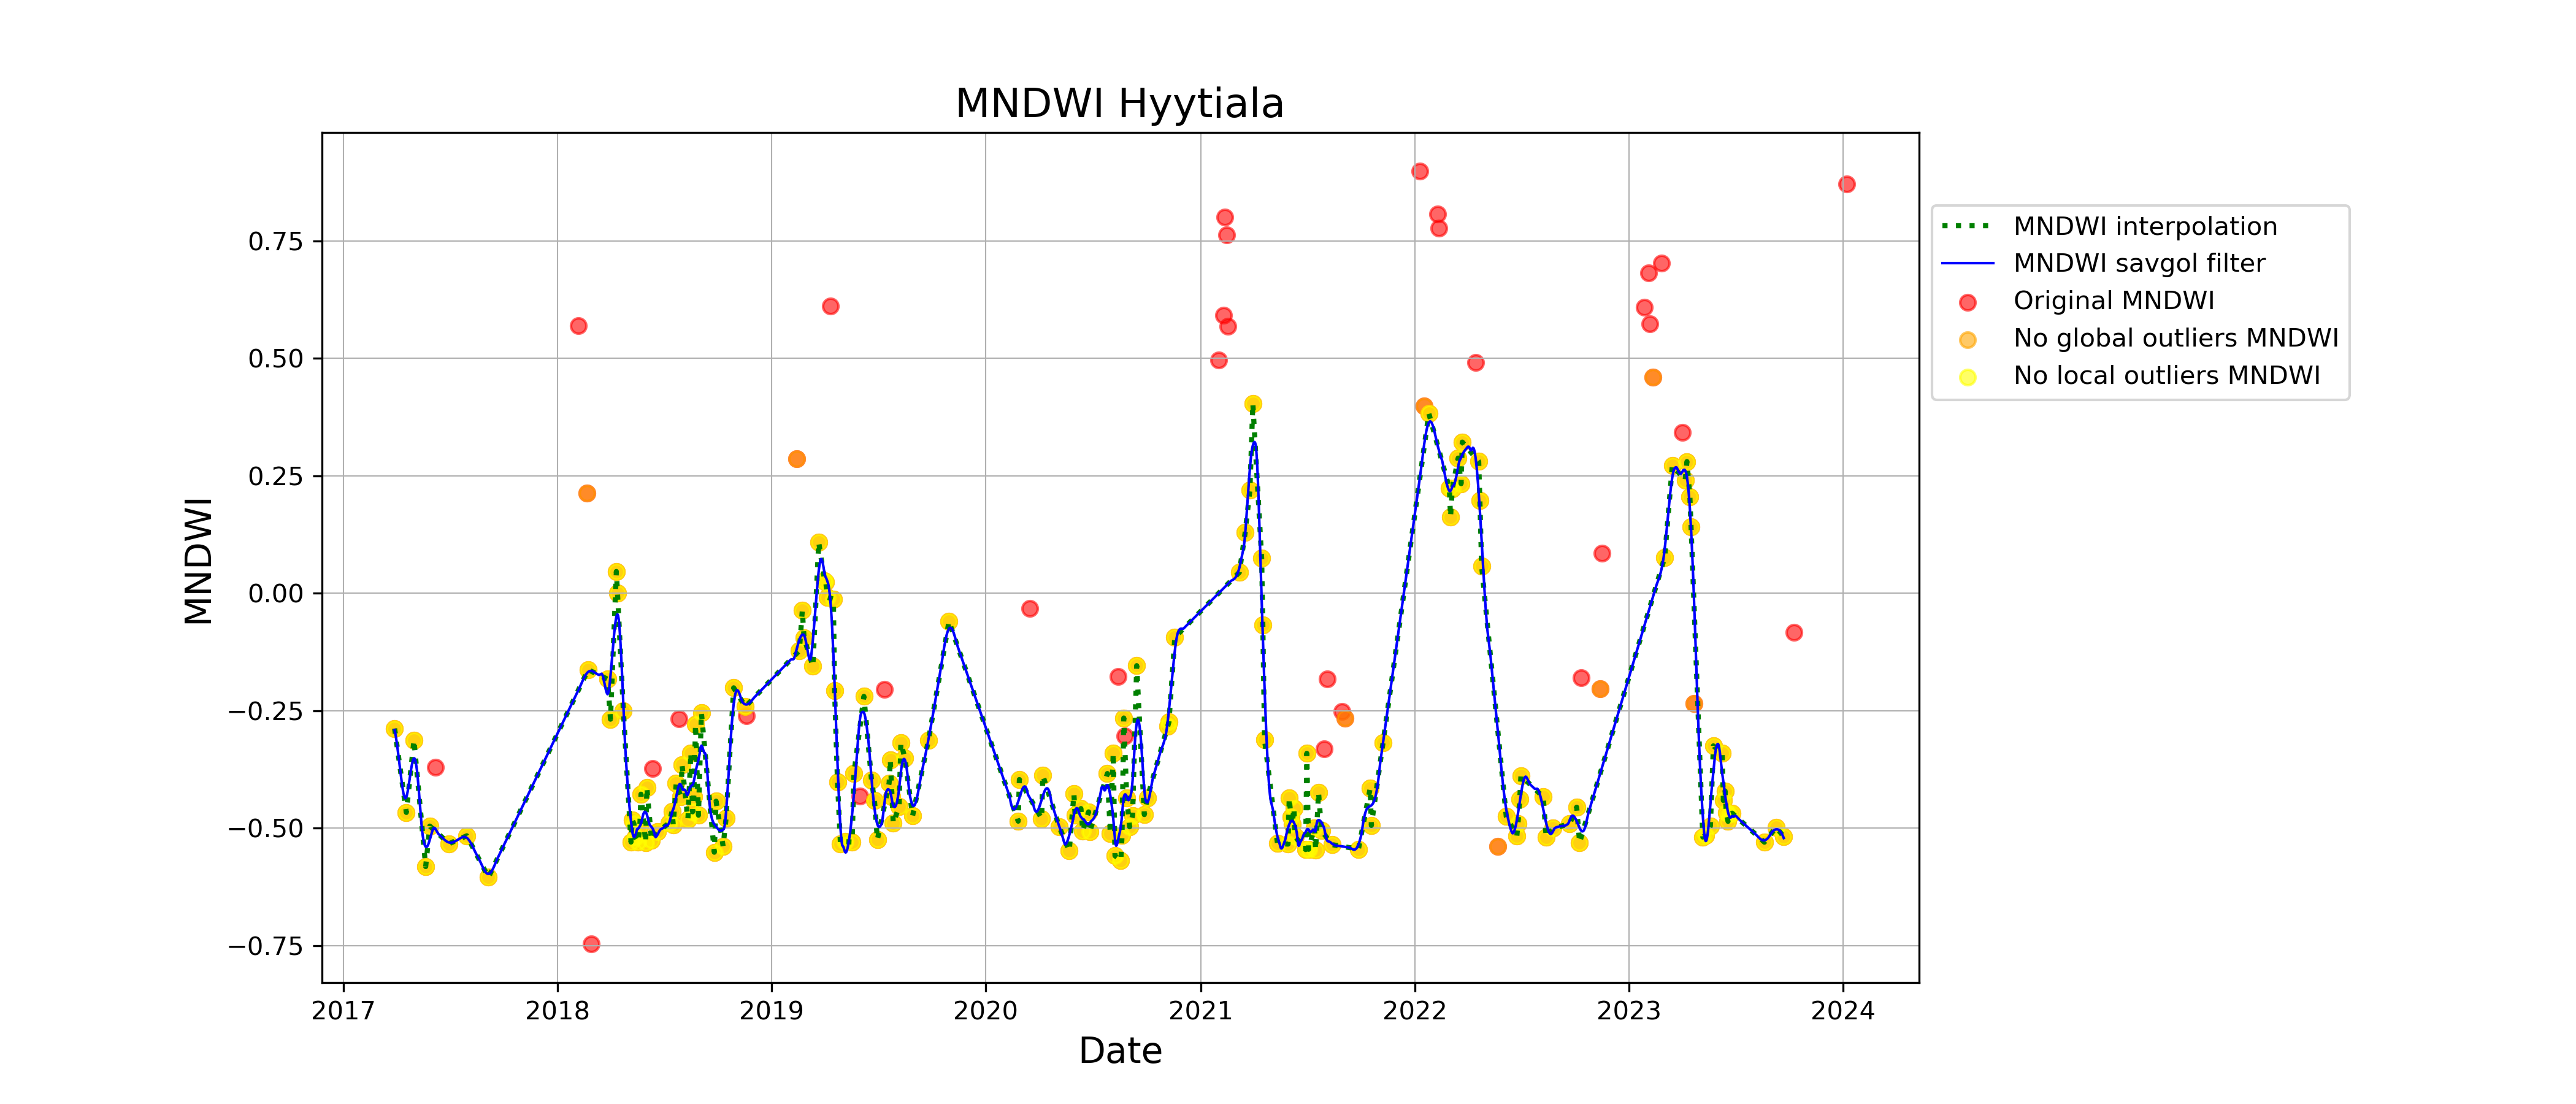 MNDWI Hyytiala
MNDWI
0.75
0.50
0.25
0.00
−0.25
−0.50
−0.75
2017 2018 2019 2020 2021 2022 2023 2024
Date
MNDWI interpolation
MNDWI savgol filter
Original MNDWI
No global outliers MNDWI
No local outliers MNDWI